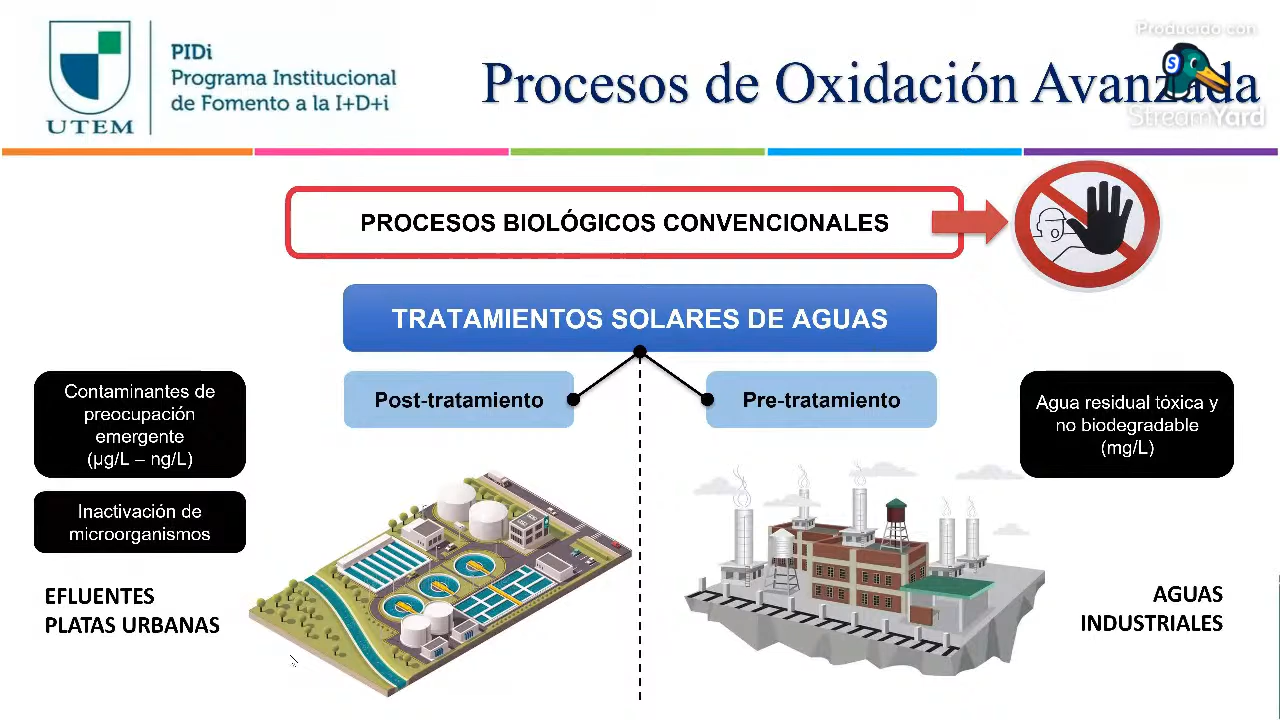 UTEM
PIDi
Programa Institucional
de Fomento a la I+D+i
Procesos de Oxidación Avanzada
Producido con
StreamYard
PROCESOS BIOLÓGICOS CONVENCIONALES
TRATAMIENTOS SOLARES DE AGUAS
Post-tratamiento
Pre-tratamiento
Contaminantes de
preocupación
emergente
(µg/L – ng/L)
Inactivación de
microorganismos
EFLUENTES
PLATAS URBANAS
Agua residual tóxica y
no biodegradable
(mg/L)
AGUAS
INDUSTRIALES